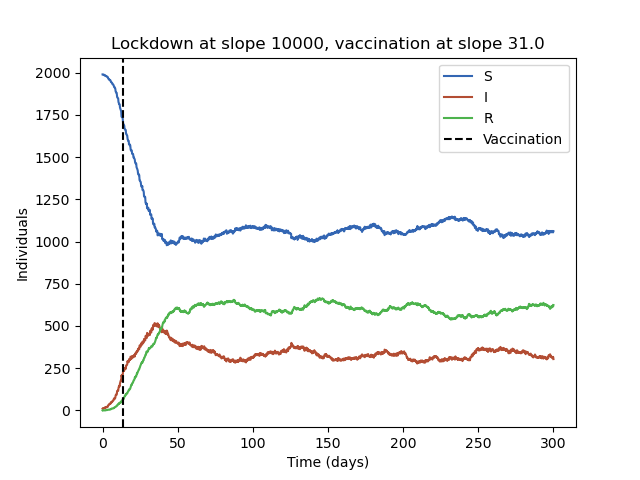 Lockdown at slope 10000, vaccination at slope 31.0
2000
1750
1500
1250
1000
750
500
250
0
Individuals
S
I
R
Vaccination
0 50 100 150 200 250 300
Time (days)